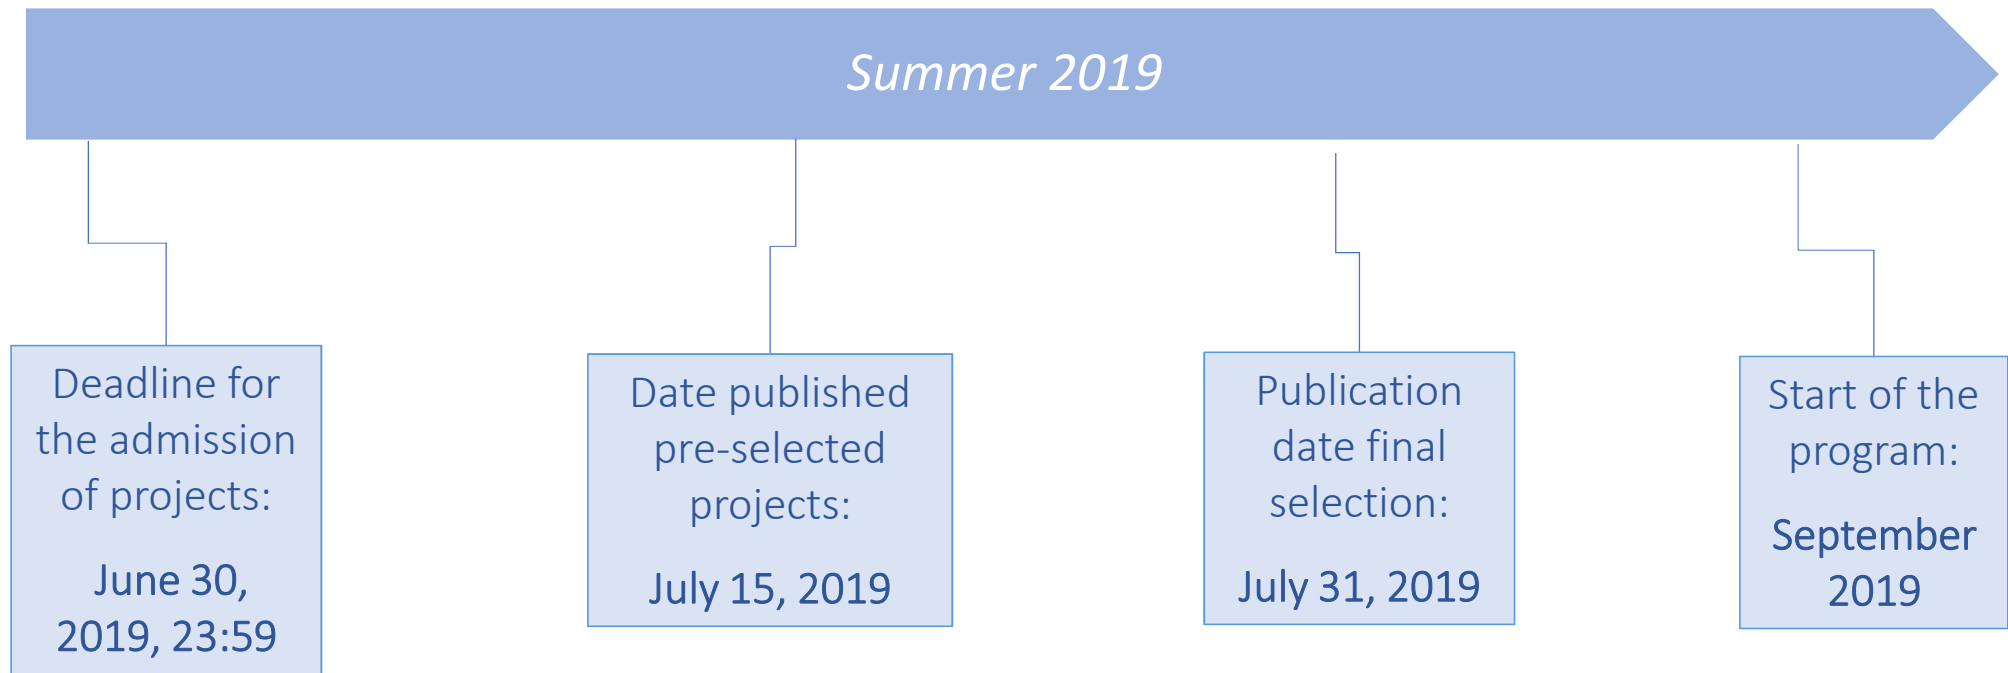 Summer 2019
Deadline for
the admission
of projects:
June 30,
2019, 23:59
Date published
pre-selected
projects:
July 15, 2019
Publication
date final
selection:
July 31, 2019
Start of the
program:
September
2019